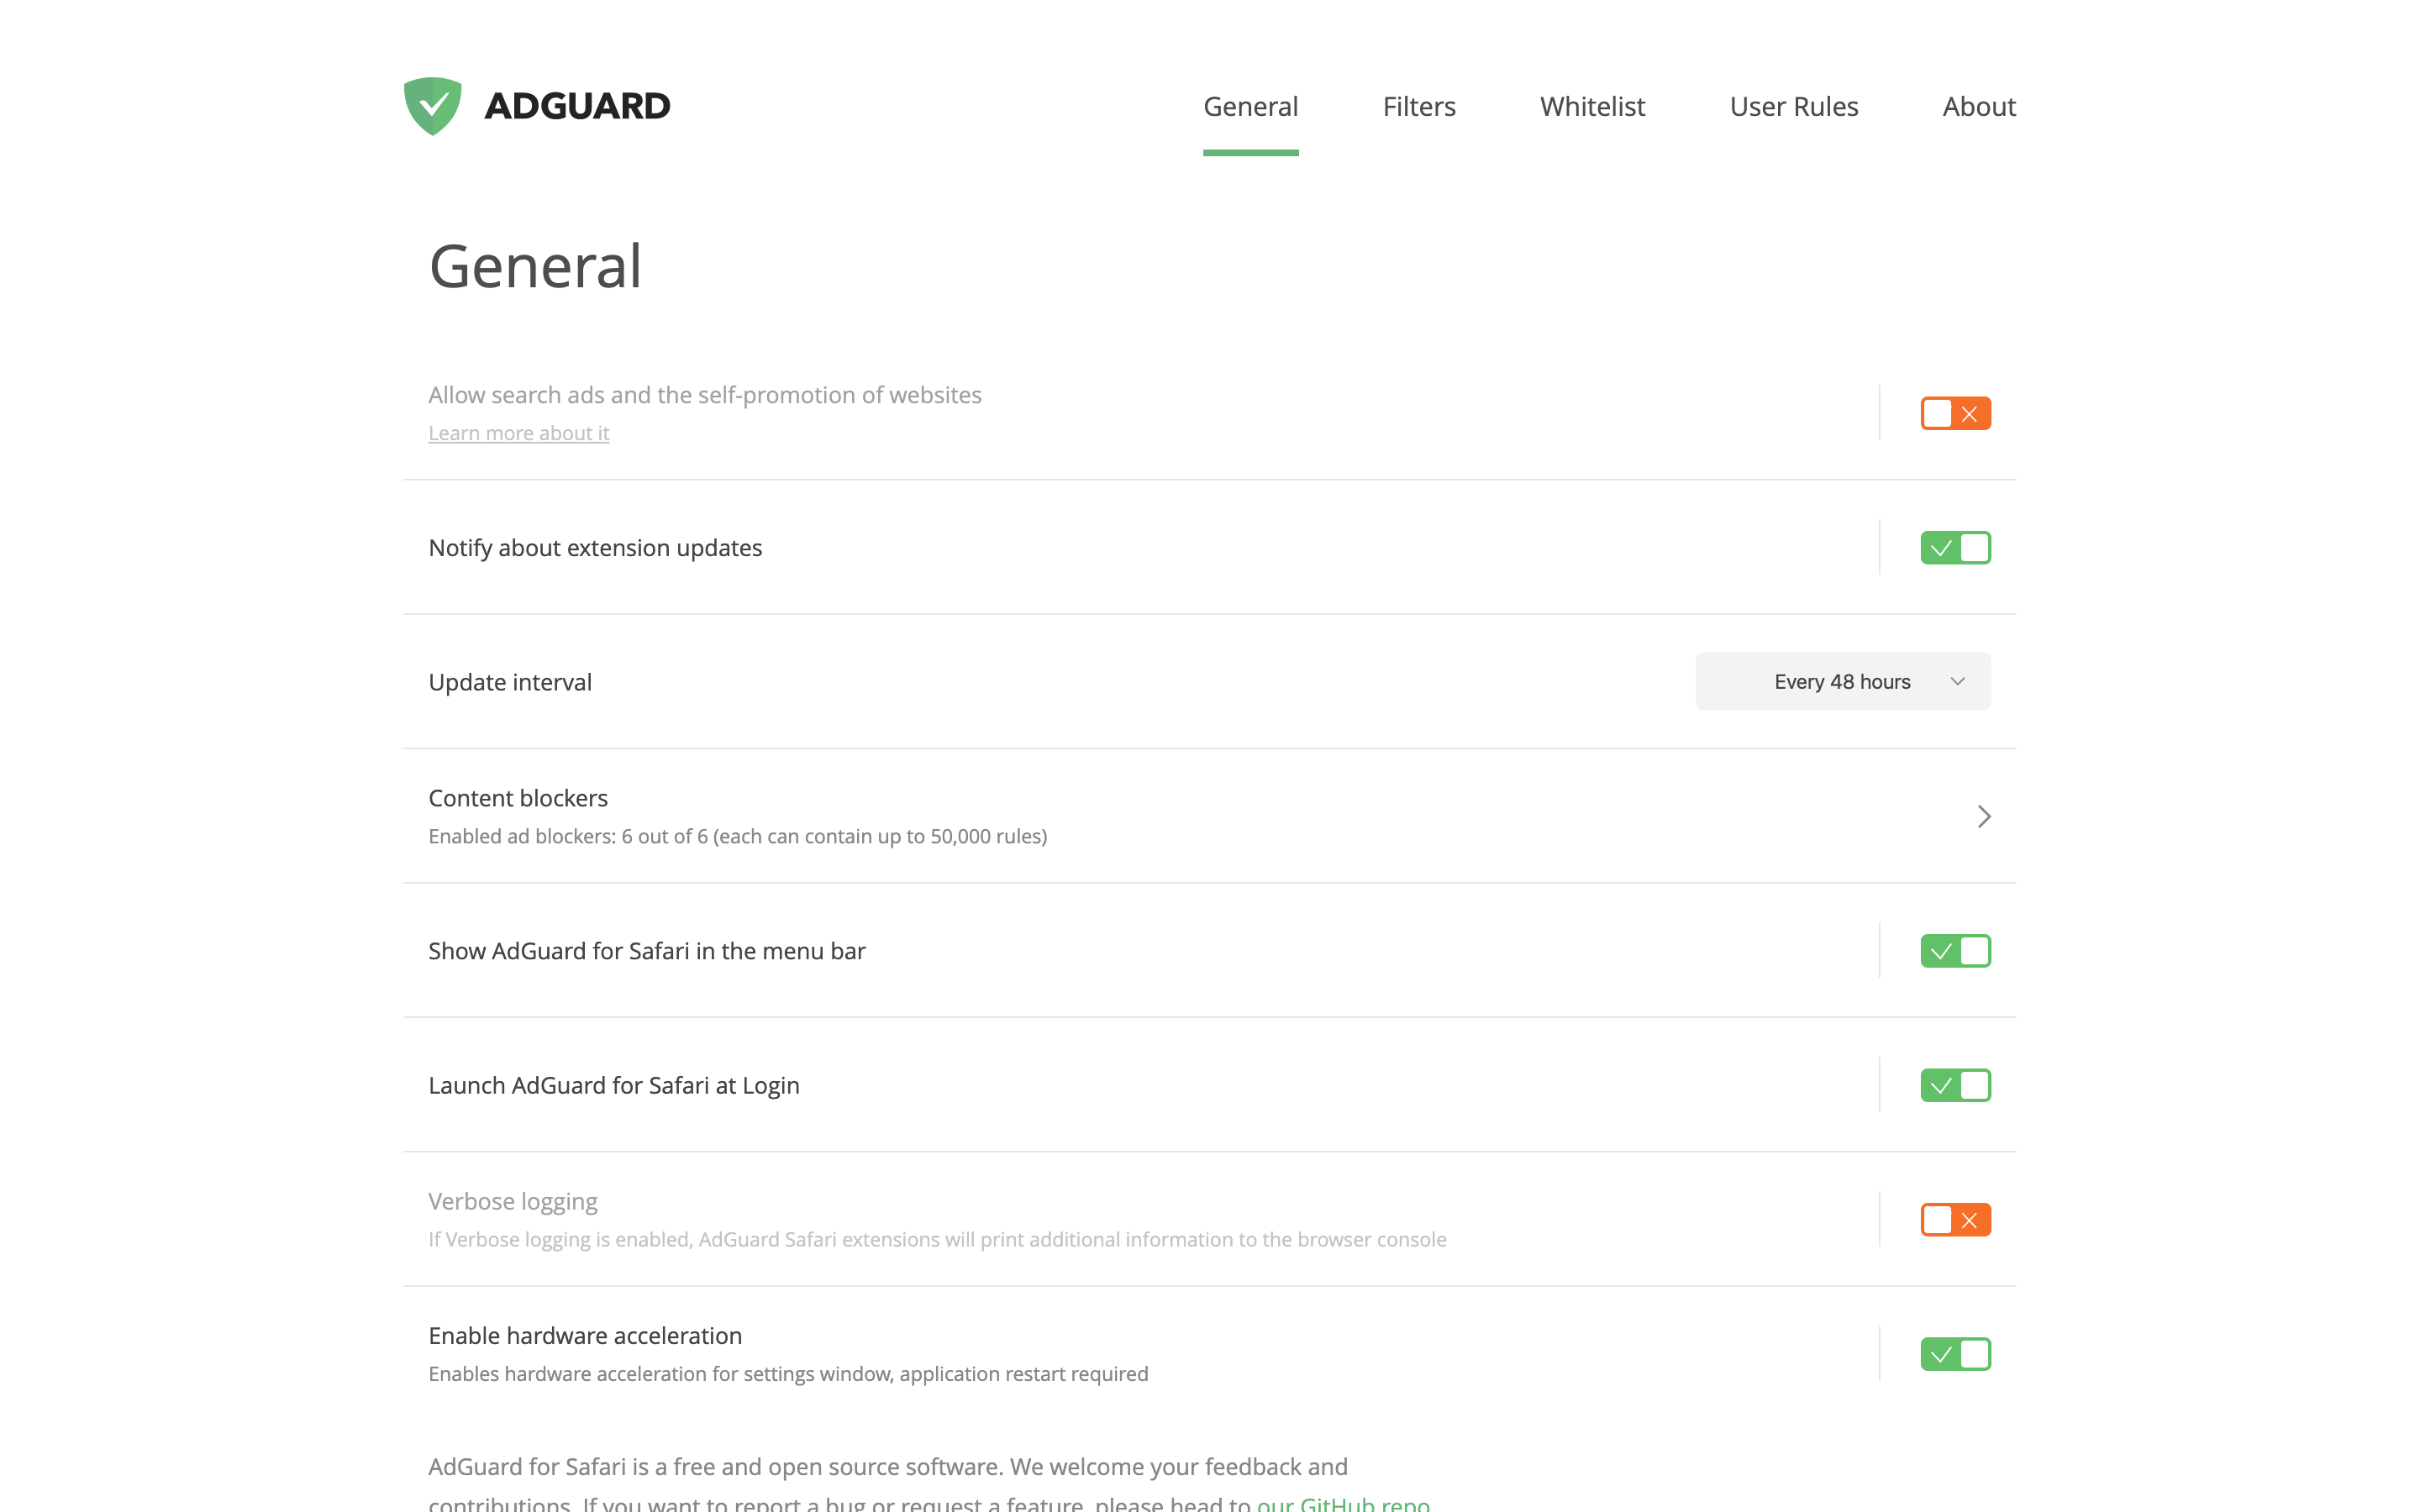 ADGUARD
General Filters Whitelist User Rules About
General
Allow search ads and the self-promotion of websites
Learn more about it
Notify about extension updates
Update interval Every 48 hours
Content blockers
Enabled ad blockers: 6 out of 6 (each can contain up to 50,000 rules)
Show AdGuard for Safari in the menu bar
Launch AdGuard for Safari at Login
Verbose logging
If Verbose logging is enabled, AdGuard Safari extensions will print additional information to the browser console
Enable hardware acceleration
Enables hardware acceleration for settings window, application restart required
AdGuard for Safari is a free and open source software. We welcome your feedback and
contributions. If you want to report a bug or request a feature, please head to our GitHub repo